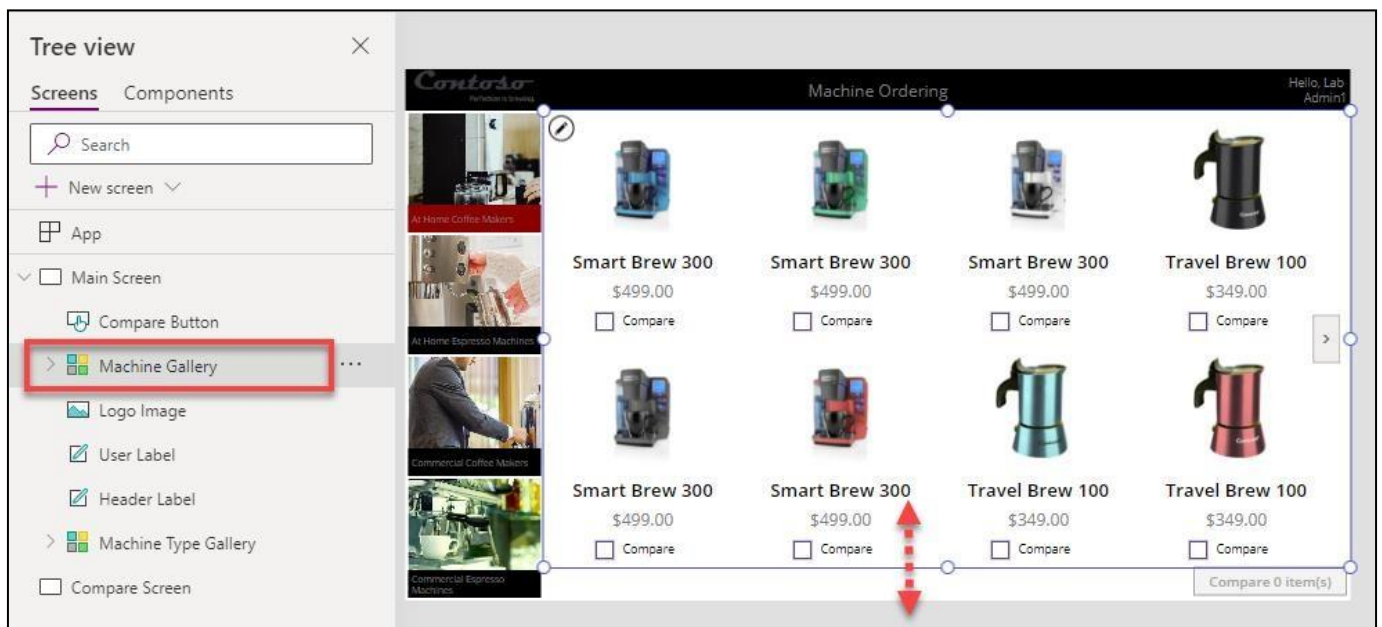 Tree view
Screens Components
Search
New screen
App
Main Screen
Compare Button
Machine Gallery
Logo Image
User Label
Header Label
Machine Type Gallery
Compare Screen
Contoso
Perfection is brewing
Machine Ordering
Hello, Lab
Admin1
At Home Coffee Makers
At Home Espresso Machines
Commercial Coffee Makers
Commercial Espresso
Machines
Smart Brew 300 Smart Brew 300 Smart Brew 300 Travel Brew 100
$499.00 $499.00 $499.00 $349.00
Compare Compare Compare Compare
Smart Brew 300 Smart Brew 300 Travel Brew 100 Travel Brew 100
$499.00 $499.00 $349.00 $349.00
Compare Compare Compare Compare
Compare 0 item(s)